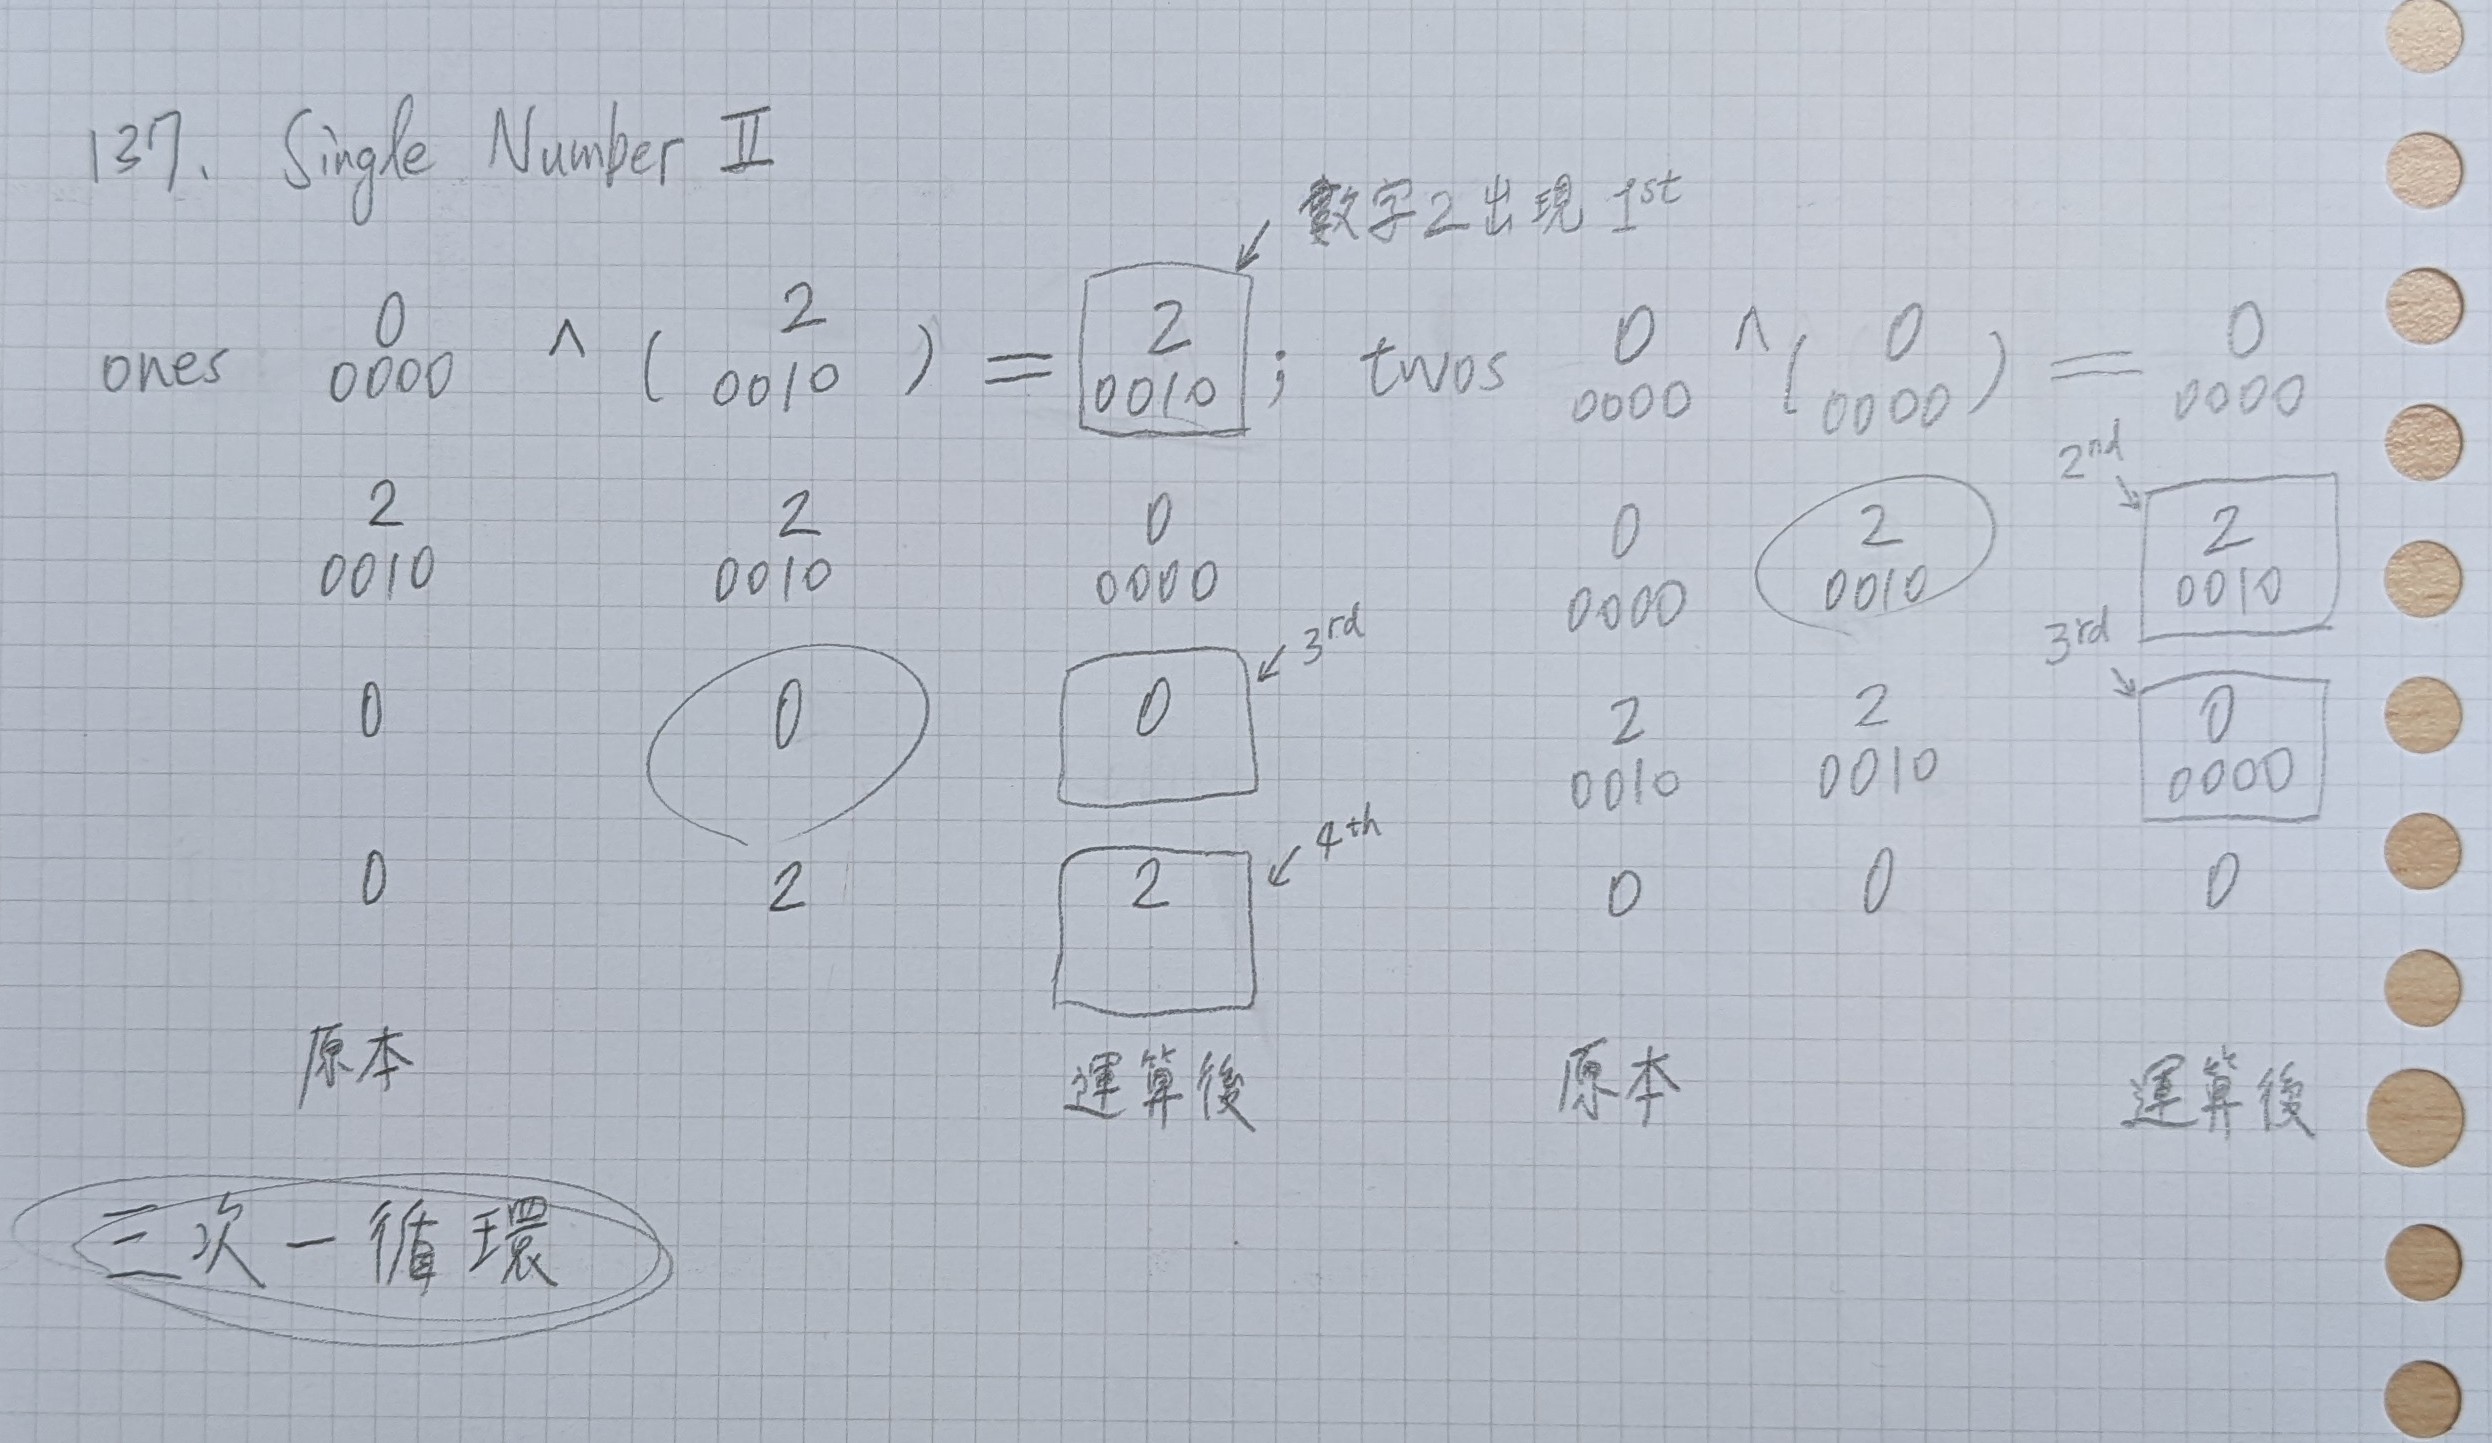 137. Single Number Ⅱ
數字2出現 1st
0 2 2 0 0 0
ones 0000 ^ ( 0010 ) = 0010 ; twos 0000 ^ ( 0000 ) = 0000
2nd
2 2 0 0 2 2
0010 0010 0000 0000 0010 0010
3rd 3rd
0 0 0 2 2 0
0010 0010 0000
4th
0 2 2 0 0 0
原本 運算後 原本 運算後
三次一循環